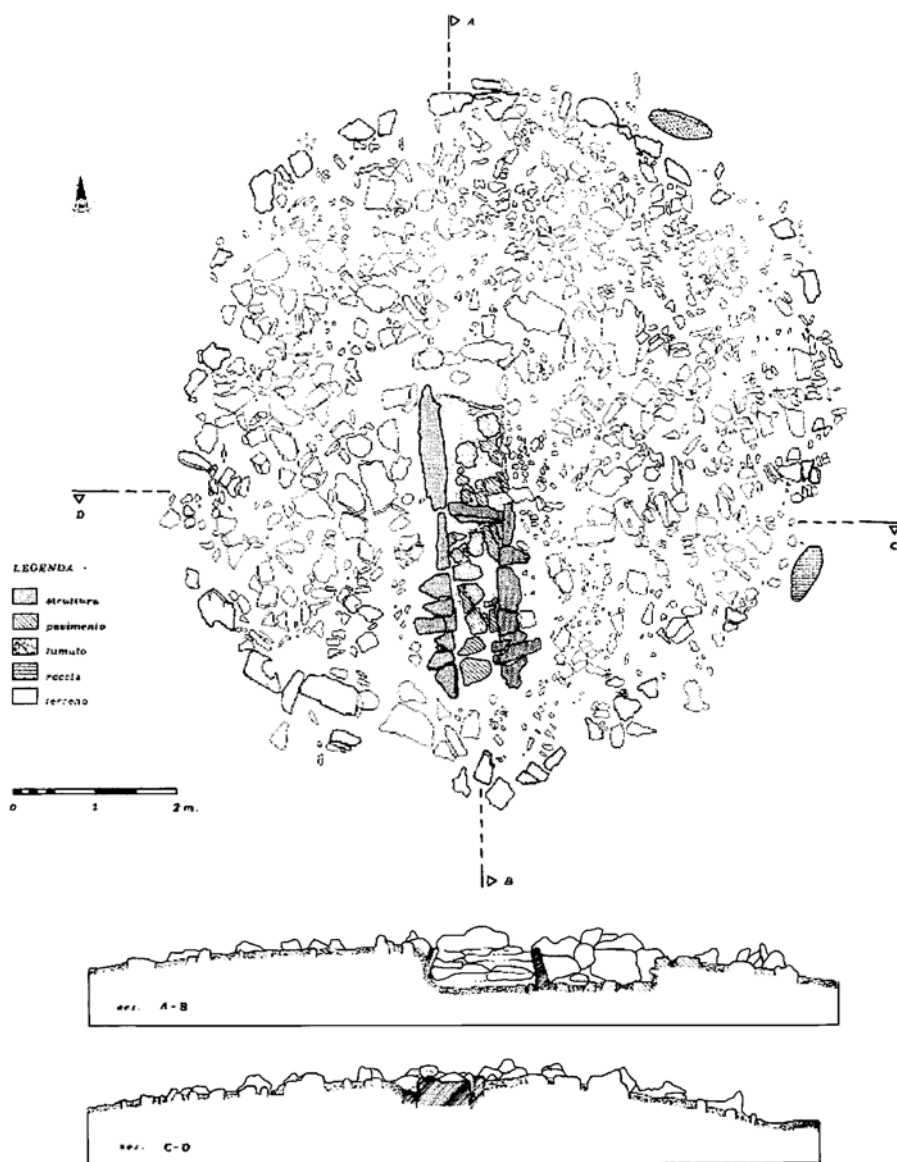 A
D
C
LEGENDA -
struttura
pavimento
tumulo
roccia
terreno
0 1 2 m.
B
sez. A-B
sez. C-D